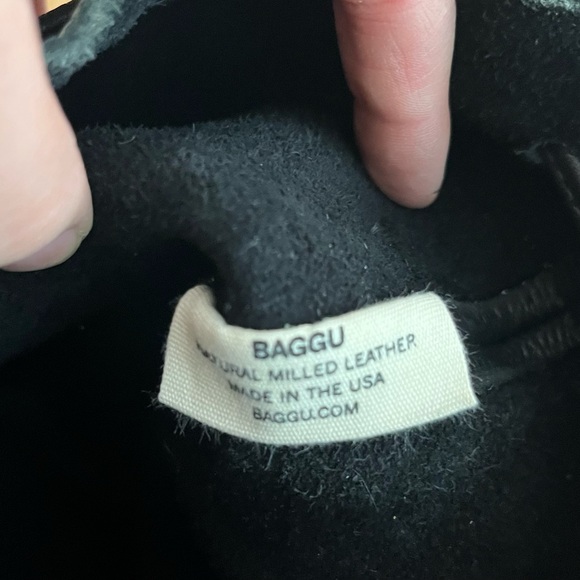 BAGGU
NATURAL MILLED LEATHER
MADE IN THE USA
BAGGU.COM